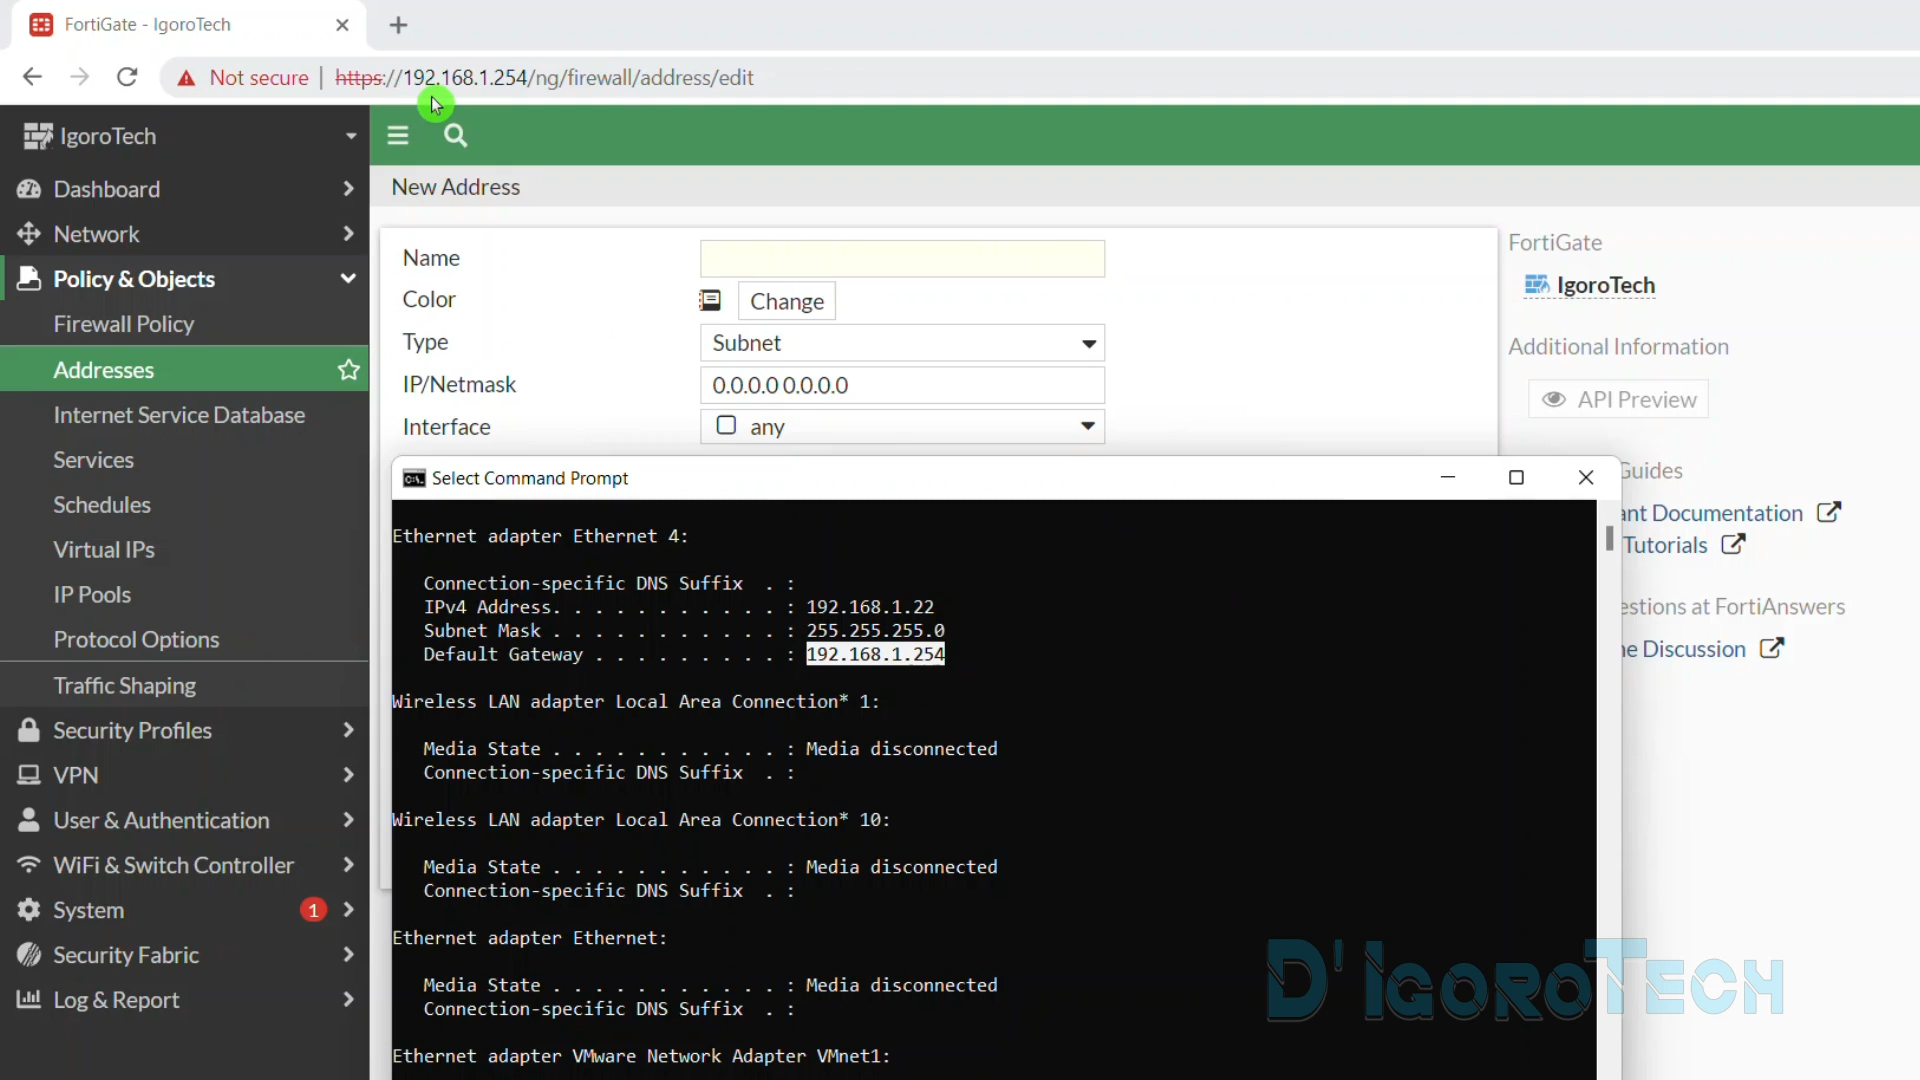 FortiGate - IgoroTech
Not secure | https://192.168.1.254/ng/firewall/address/edit
IgoroTech
Dashboard
Network
Policy & Objects
Firewall Policy
Addresses
Internet Service Database
Services
Schedules
Virtual IPs
IP Pools
Protocol Options
Traffic Shaping
Security Profiles
VPN
User & Authentication
WiFi & Switch Controller
System 1
Security Fabric
Log & Report
New Address
Name
Color Change
Type Subnet
IP/Netmask 0.0.0.0 0.0.0.0
Interface any
FortiGate
IgoroTech
Additional Information
API Preview
Guides
Documentation
Tutorials
at FortiAnswers
Discussion
Select Command Prompt
Ethernet adapter Ethernet 4:
Connection-specific DNS Suffix . :
IPv4 Address. . . . . . . . . . . : 192.168.1.22
Subnet Mask . . . . . . . . . . . : 255.255.255.0
Default Gateway . . . . . . . . . : 192.168.1.254
Wireless LAN adapter Local Area Connection* 1:
Media State . . . . . . . . . . . : Media disconnected
Connection-specific DNS Suffix . :
Wireless LAN adapter Local Area Connection* 10:
Media State . . . . . . . . . . . : Media disconnected
Connection-specific DNS Suffix . :
Ethernet adapter Ethernet:
Media State . . . . . . . . . . . : Media disconnected
Connection-specific DNS Suffix . :
Ethernet adapter VMware Network Adapter VMnet1:
D'IGOROTECH